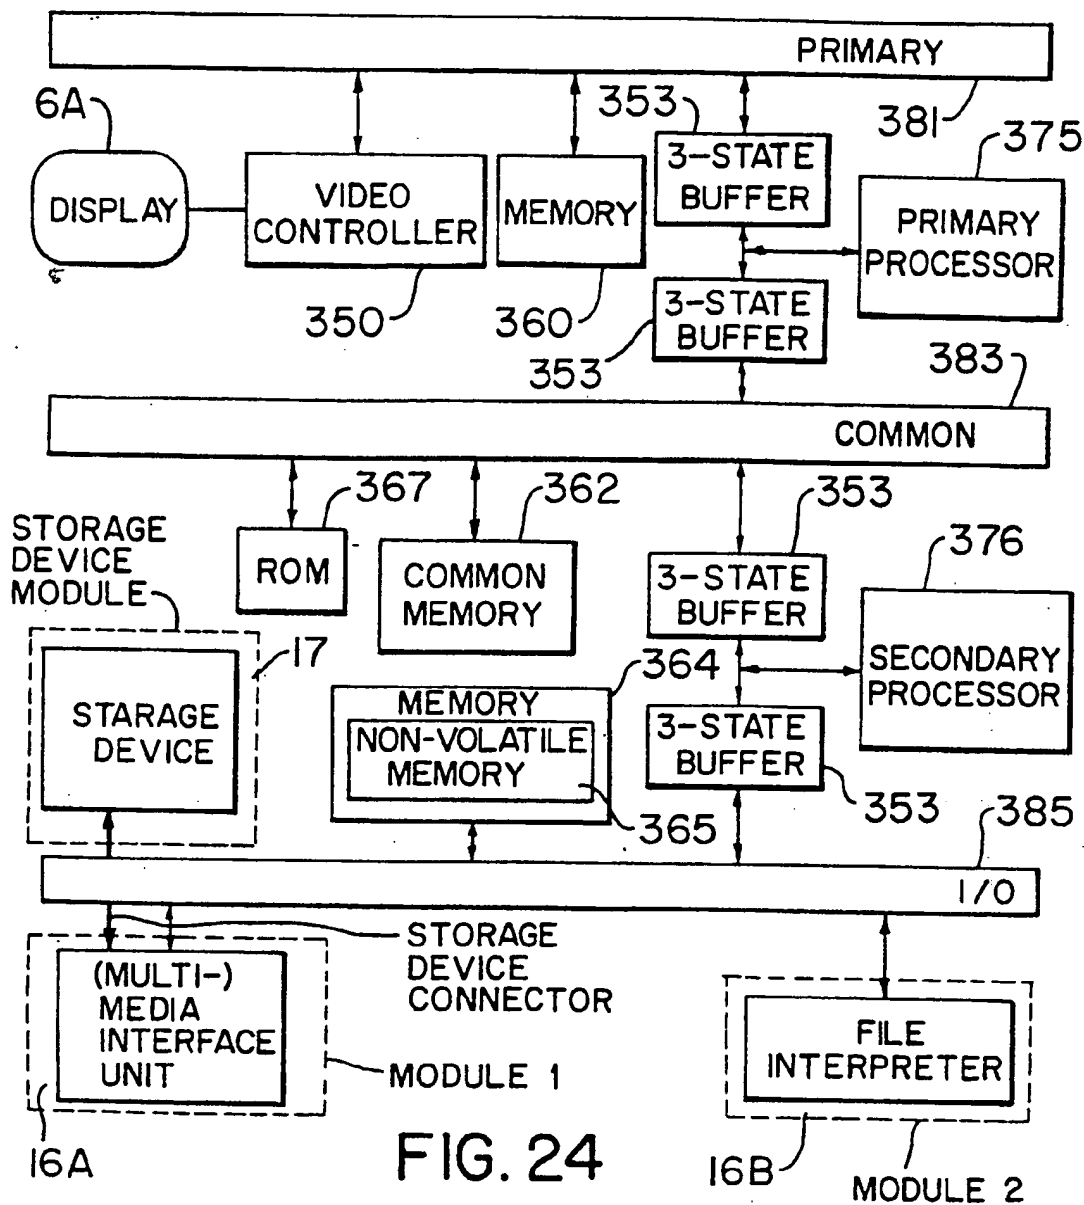 PRIMARY
381
6A
DISPLAY
VIDEO
CONTROLLER
350
MEMORY
360
353
3-STATE
BUFFER
375
PRIMARY
PROCESSOR
3-STATE
BUFFER
353
383
COMMON
367
ROM
362
COMMON
MEMORY
353
3-STATE
BUFFER
376
SECONDARY
PROCESSOR
STORAGE
DEVICE
MODULE
17
STARAGE
DEVICE
364
MEMORY
NON-VOLATILE
MEMORY
365
3-STATE
BUFFER
353
385
I/O
STORAGE
DEVICE
CONNECTOR
(MULTI-)
MEDIA
INTERFACE
UNIT
MODULE 1
16A
FILE
INTERPRETER
16B
MODULE 2
FIG. 24